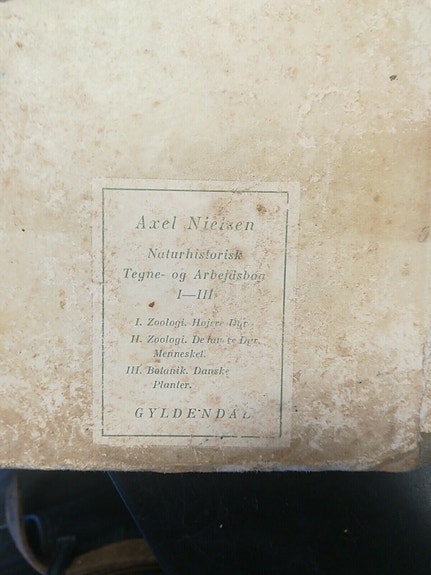 Axel Nielsen
Naturhistorisk
Tegne- og Arbejdsbog
I—III
I. Zoologi. Højere Dyr.
II. Zoologi. De lavere Dyr.
Mennesket.
III. Botanik. Danske
Planter.
GYLDENDAL